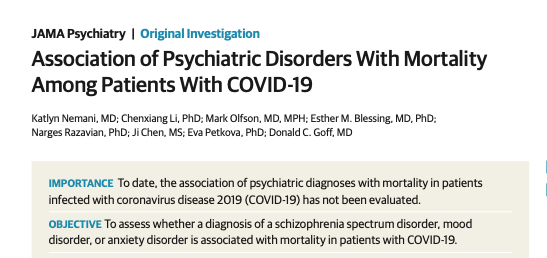 JAMA Psychiatry | Original Investigation
Association of Psychiatric Disorders With Mortality
Among Patients With COVID-19
Katlyn Nemani, MD; Chenxiang Li, PhD; Mark Olfson, MD, MPH; Esther M. Blessing, MD, PhD;
Narges Razavian, PhD; Ji Chen, MS; Eva Petkova, PhD; Donald C. Goff, MD
IMPORTANCE To date, the association of psychiatric diagnoses with mortality in patients
infected with coronavirus disease 2019 (COVID-19) has not been evaluated.
OBJECTIVE To assess whether a diagnosis of a schizophrenia spectrum disorder, mood
disorder, or anxiety disorder is associated with mortality in patients with COVID-19.